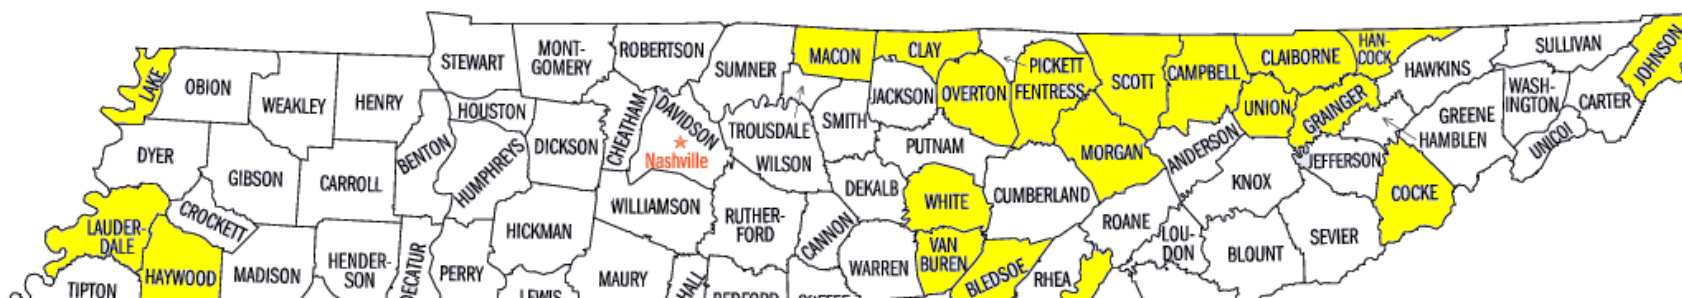 STEWART
MONT-
GOMERY
ROBERTSON
SUMNER
MACON
CLAY
PICKETT
SCOTT
CAMPBELL
CLAIBORNE
HAN-
COCK
HAWKINS
SULLIVAN
JOHNSON
LAKE
OBION
WEAKLEY
HENRY
HOUSTON
CHEATHAM
DAVIDSON
TROUSDALE
SMITH
JACKSON
OVERTON
FENTRESS
UNION
GRAINGER
GREENE
HAMBLEN
WASH-
INGTON
CARTER
UNICOI
DYER
GIBSON
CARROLL
BENTON
HUMPHREYS
DICKSON
Nashville
WILSON
PUTNAM
MORGAN
ANDERSON
JEFFERSON
KNOX
COCKE
DEKALB
WHITE
CUMBERLAND
LAUDER-
DALE
CROCKETT
HICKMAN
WILLIAMSON
RUTHER-
FORD
CANNON
VAN
BUREN
ROANE
LOU-
DON
BLOUNT
SEVIER
TIPTON
HAYWOOD
MADISON
HENDER-
SON
DECATUR
PERRY
LEWIS
MAURY
WARREN
BLEDSOE
RHEA
BEDFORD